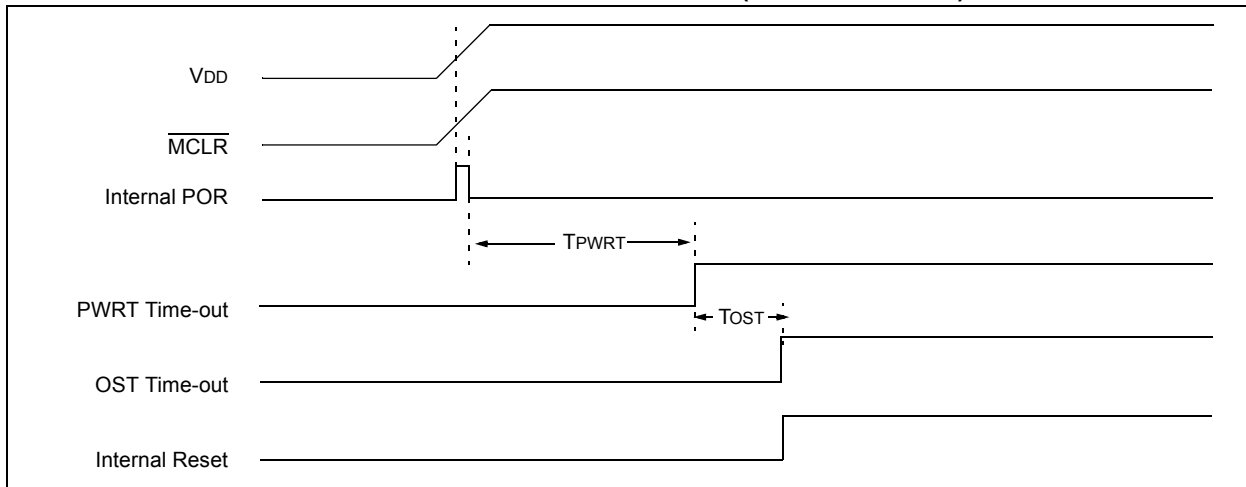 VDD
MCLR
Internal POR
TPWRT
PWRT Time-out
TOST
OST Time-out
Internal Reset